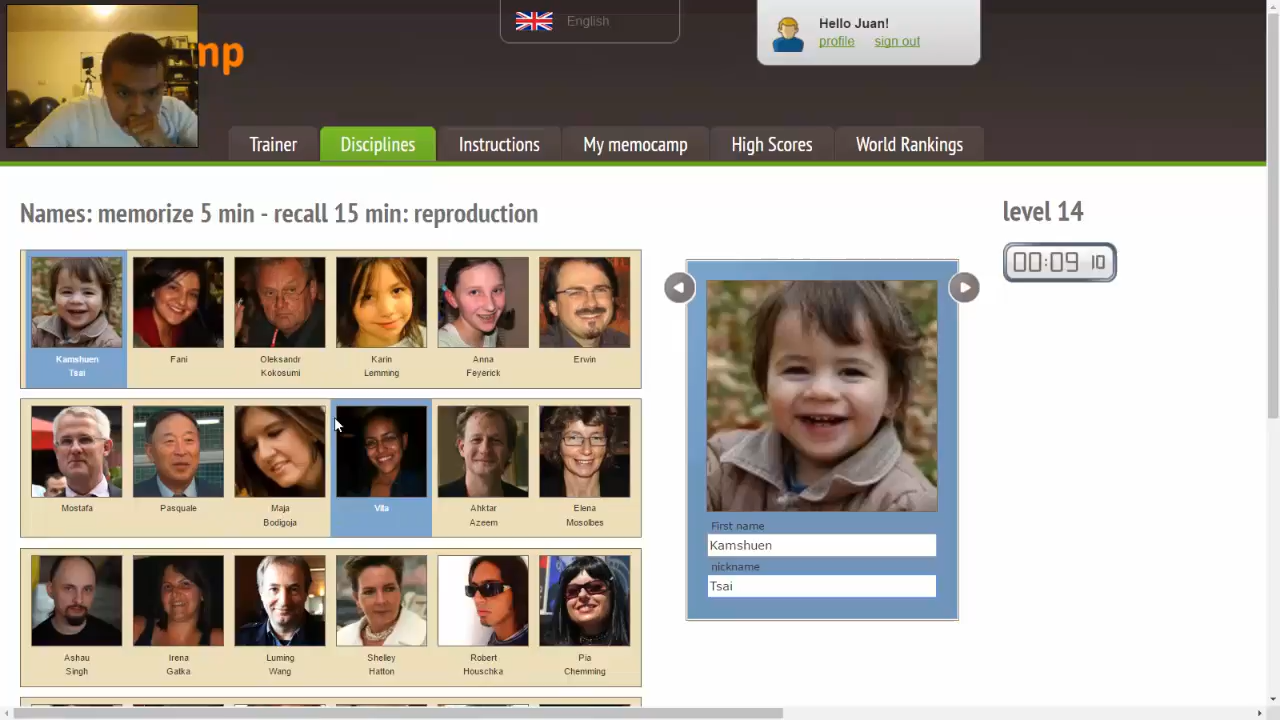 English
Hello Juan!
profile sign out
mp
Trainer Disciplines Instructions My memocamp High Scores World Rankings
Names: memorize 5 min - recall 15 min: reproduction
level 14
00:09 10
Kamshuen
Tsai
Fani
Oleksandr
Kokosumi
Karin
Lømming
Anna
Feyerick
Erwin
Mostafa
Pasquale
Maja
Bodigoja
Vita
Ahktar
Azeem
Elena
Mosolbes
Ashau
Singh
Irena
Gatka
Luming
Wang
Shelley
Hatton
Robert
Houschka
Pia
Chemming
First name
Kamshuen
nickname
Tsai